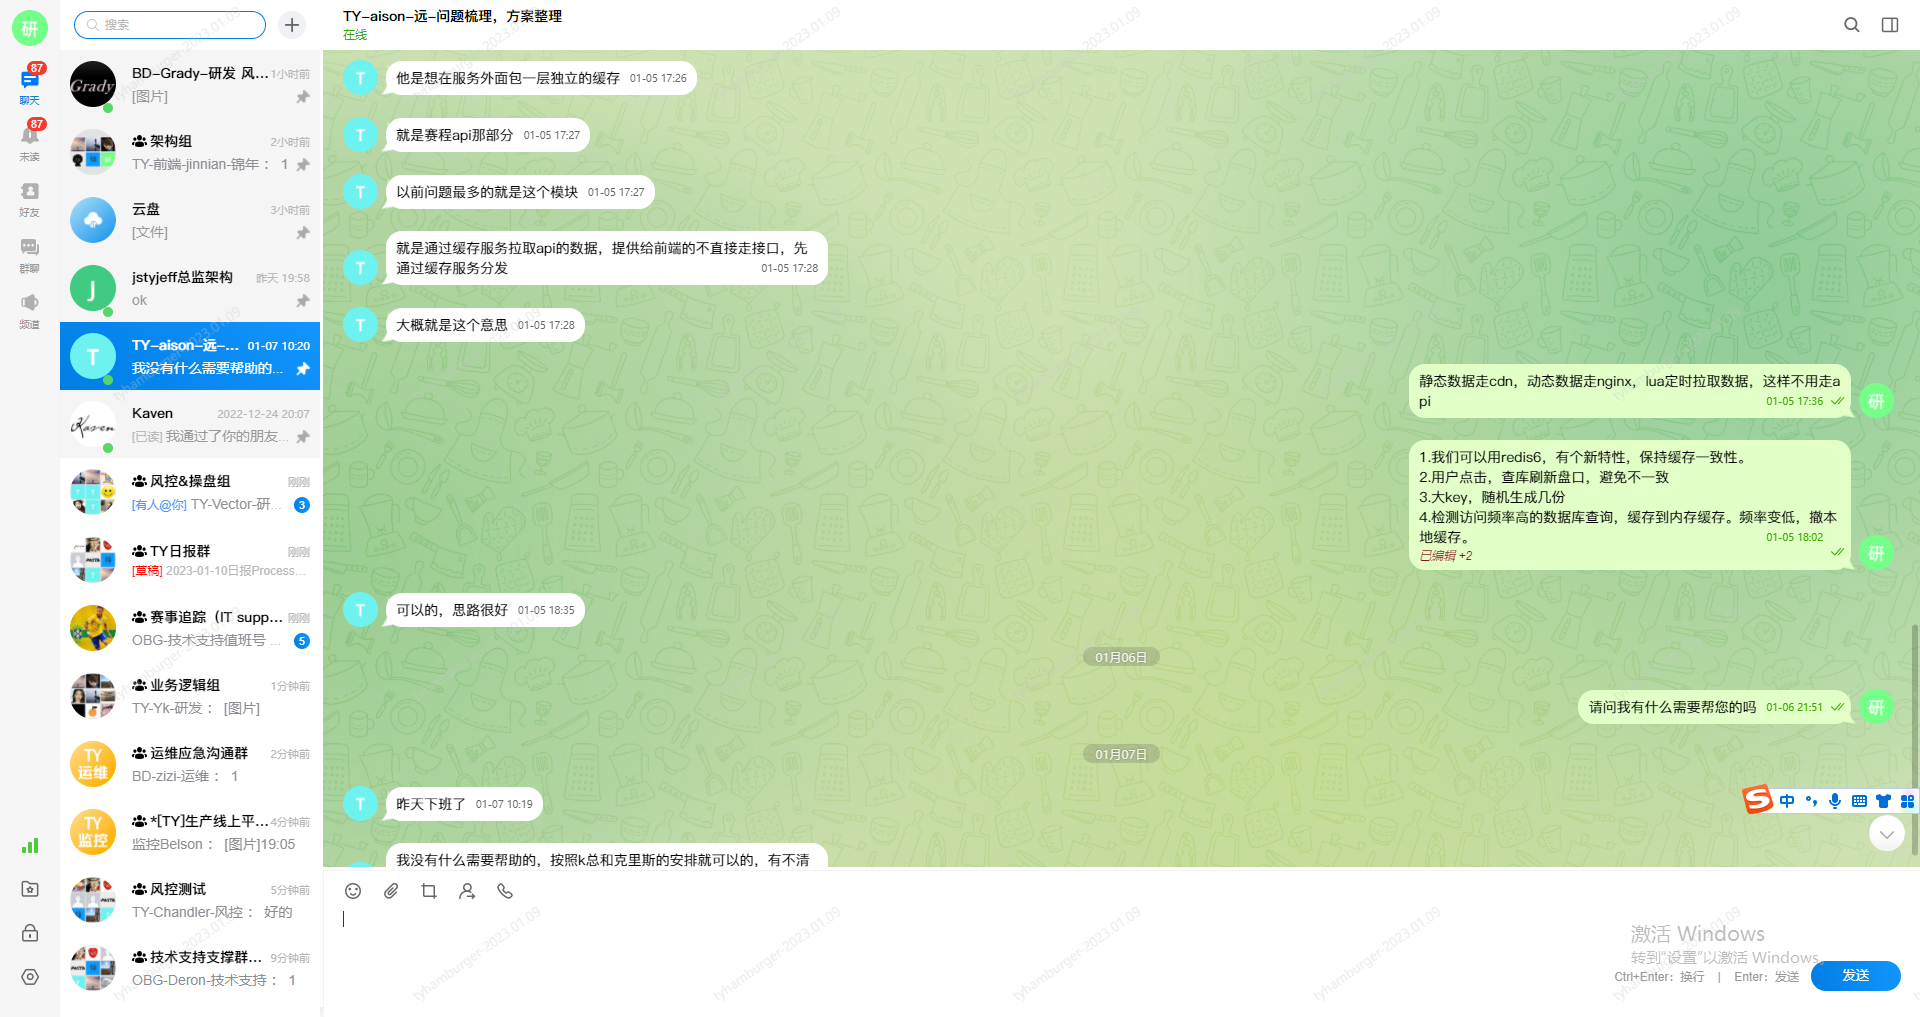 研
搜索
87
聊天
87
未读
好友
群聊
频道
Grady
BD-Grady-研发 风...
1小时前
[图片]
架构组
2小时前
TY-前端-jinnian-锦年： 1
云盘
3小时前
[文件]
J
jstyjeff总监架构
昨天 19:58
ok
T
TY-aison-远-...
01-07 10:20
我没有什么需要帮助的...
Kaven
Kaven
2022-12-24 20:07
[已读] 我通过了你的朋友...
风控&操盘组
刚刚
[有人@你] TY-Vector-研...
3
TY日报群
刚刚
[草稿] 2023-01-10日报Process...
赛事追踪（IT supp...
刚刚
OBG-技术支持值班号 ...
5
业务逻辑组
1分钟前
TY-Yk-研发： [图片]
TY
运维
运维应急沟通群
2分钟前
BD-zizi-运维： 1
TY
监控
*[TY]生产线上平...
4分钟前
监控Belson： [图片]19:05
风控测试
5分钟前
TY-Chandler-风控： 好的
技术支持支撑群...
9分钟前
OBG-Deron-技术支持： 1
TY-aison-远-问题梳理，方案整理
在线
T
他是想在服务外面包一层独立的缓存 01-05 17:26
T
就是赛程api那部分 01-05 17:27
T
以前问题最多的就是这个模块 01-05 17:27
T
就是通过缓存服务拉取api的数据，提供给前端的不直接走接口，先
通过缓存服务分发 01-05 17:28
T
大概就是这个意思 01-05 17:28
静态数据走cdn，动态数据走nginx，lua定时拉取数据，这样不用走a
pi 01-05 17:36
研
1.我们可以用redis6，有个新特性，保持缓存一致性。
2.用户点击，查库刷新盘口，避免不一致
3.大key，随机生成几份
4.检测访问频率高的数据库查询，缓存到内存缓存。频率变低，撤本
地缓存。 01-05 18:02
已编辑 +2
研
T
可以的，思路很好 01-05 18:35
01月06日
请问我有什么需要帮您的吗 01-06 21:51
研
01月07日
T
昨天下班了 01-07 10:19
我没有什么需要帮助的，按照k总和克里斯的安排就可以的，有不清
S 中
激活 Windows
转到"设置"以激活 Windows。
Ctrl+Enter：换行 | Enter：发送
发送
tyhamburger-2023.01.09
tyhamburger-2023.01.09
tyhamburger-2023.01.09
tyhamburger-2023.01.09